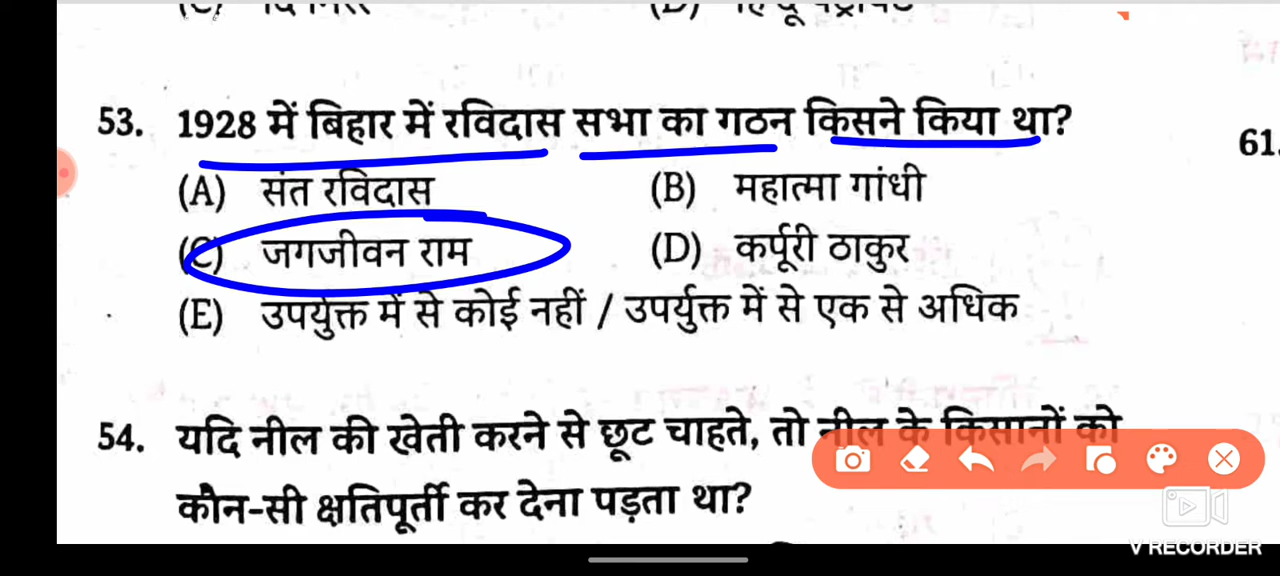 53. 1928 में बिहार में रविदास सभा का गठन किसने किया था?
61.
(A) संत रविदास (B) महात्मा गांधी
(C) जगजीवन राम (D) कर्पूरी ठाकुर
(E) उपर्युक्त में से कोई नहीं / उपर्युक्त में से एक से अधिक
54. यदि नील की खेती करने से छूट चाहते, तो नील के किसानों को
कौन-सी क्षतिपूर्ती कर देना पड़ता था?
V RECORDER